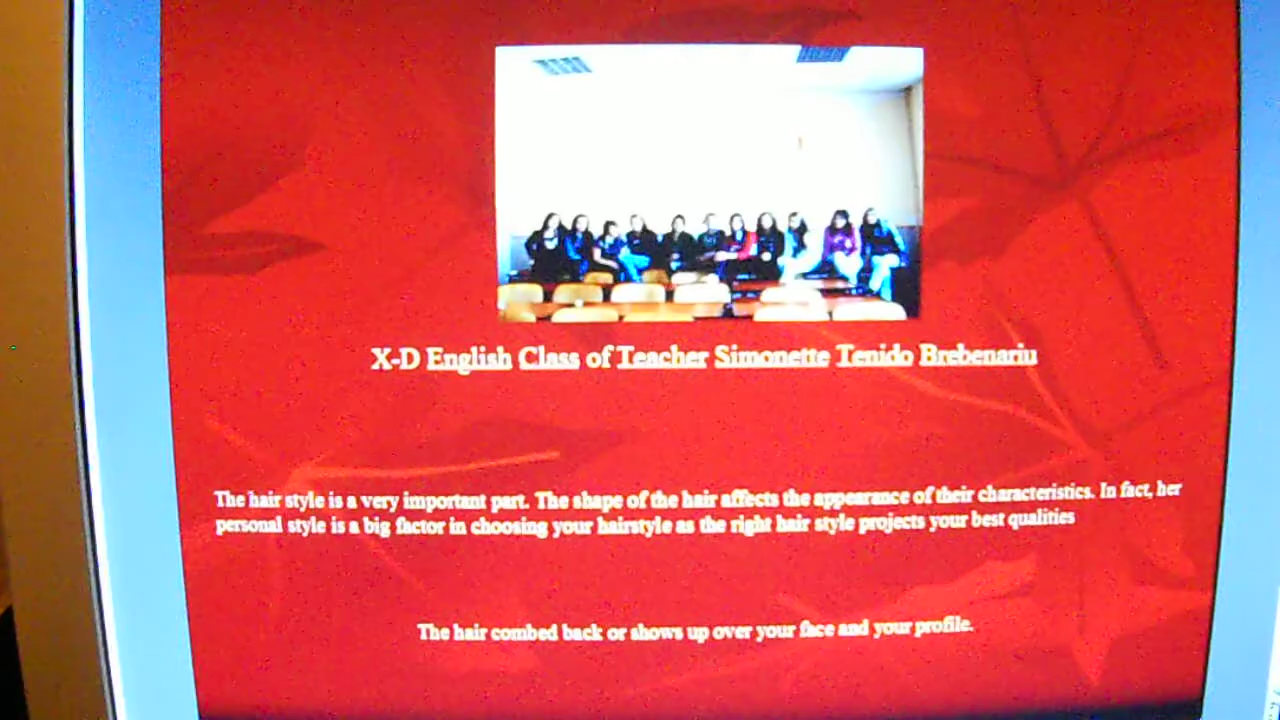 X-D English Class of Teacher Simonette Tenido Brebenariu
The hair style is a very important part. The shape of the hair affects the appearance of their characteristics. In fact, her
personal style is a big factor in choosing your hairstyle as the right hair style projects your best qualities
The hair combed back or shows up over your face and your profile.